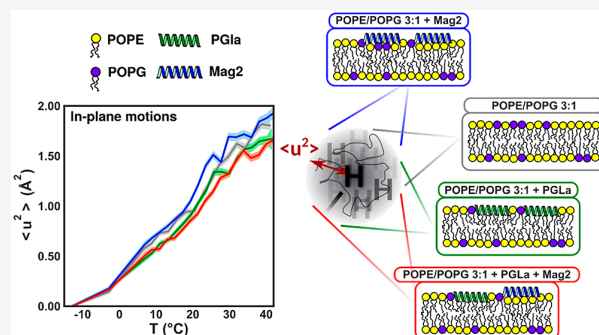 POPE
PGla
POPG
Mag2
In-plane motions
<u²> (Å²)
2.00
1.50
1.00
0.50
0.00
-10 0 10 20 30 40
T (°C)
<u²>
H
POPE/POPG 3:1 + Mag2
POPE/POPG 3:1
POPE/POPG 3:1 + PGLa
POPE/POPG 3:1 + PGLa + Mag2